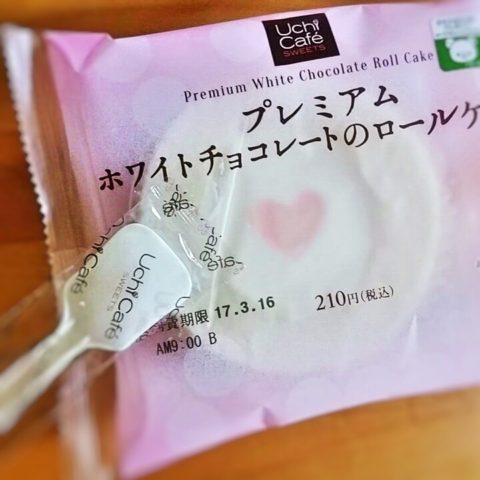 Uchi
Café
SWEETS
Premium White Chocolate Roll Cake
プレミアム
ホワイトチョコレートのロールケ
Uchi Café
SWEETS
費期限 17.3.16
AM9:00 B
210円(税込)